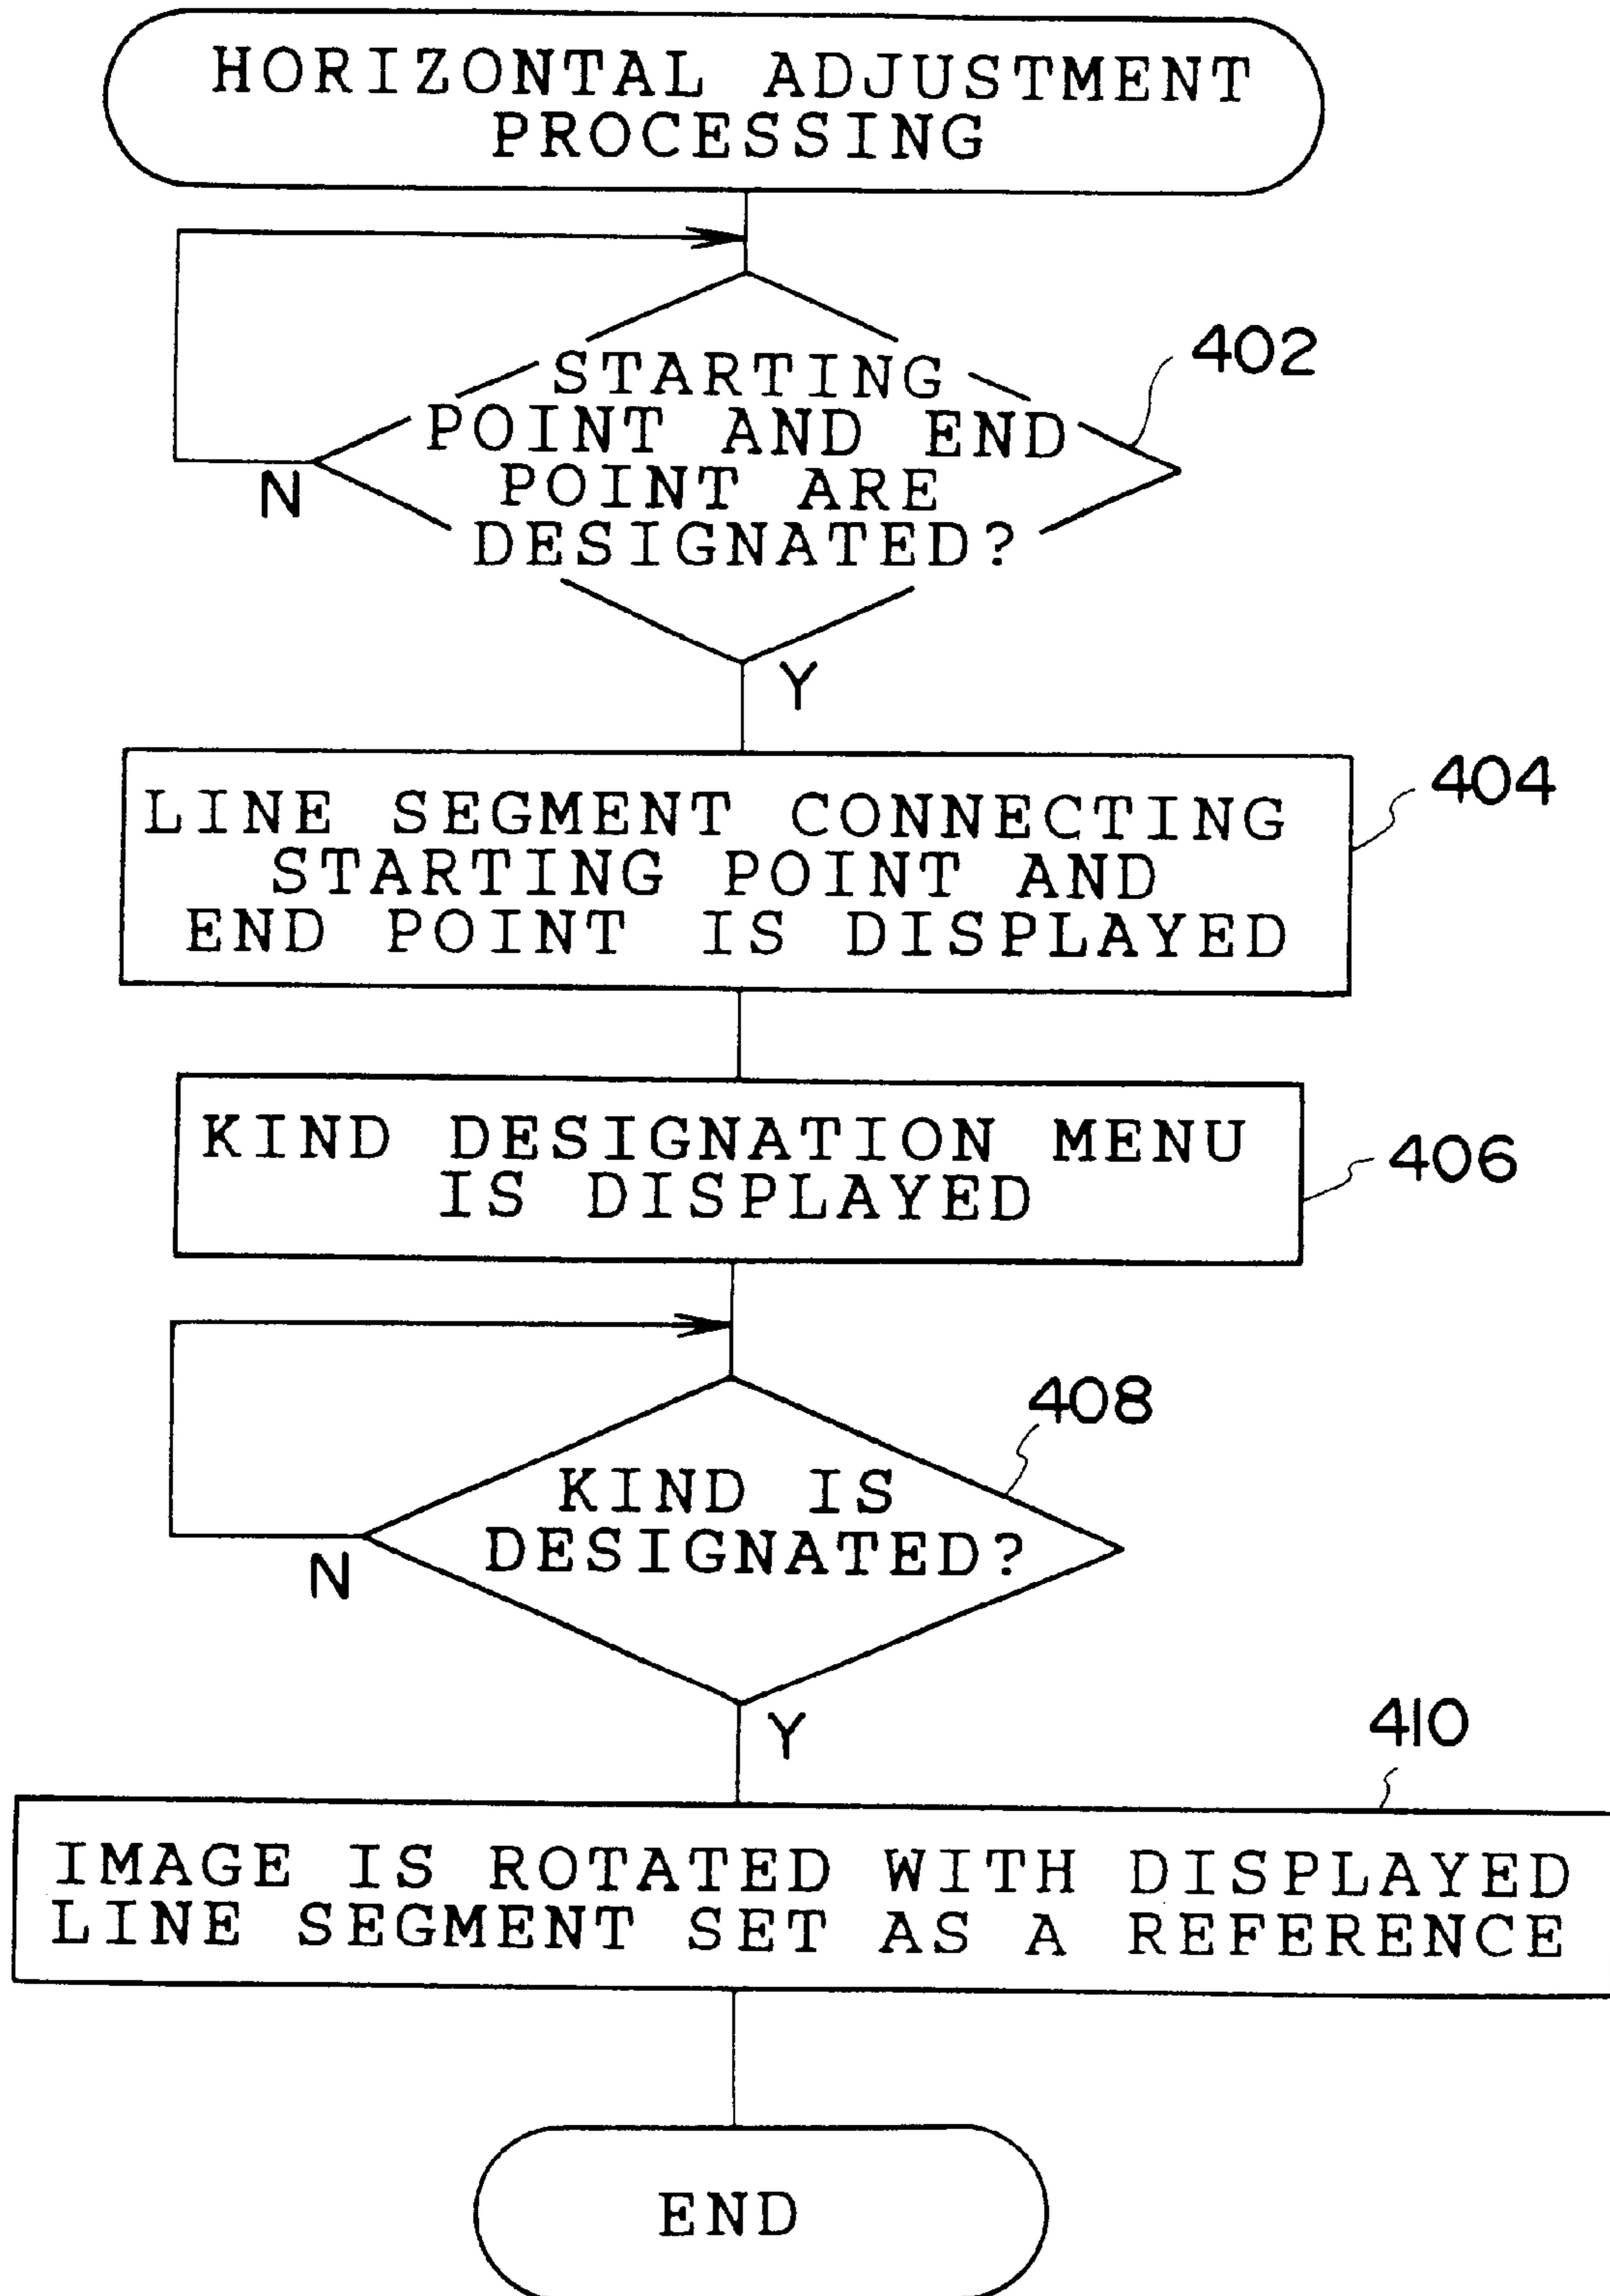 HORIZONTAL ADJUSTMENT
PROCESSING
402
STARTING
POINT AND END
POINT ARE
DESIGNATED?
N
Y
404
LINE SEGMENT CONNECTING
STARTING POINT AND
END POINT IS DISPLAYED
KIND DESIGNATION MENU
IS DISPLAYED
406
408
KIND IS
DESIGNATED?
N
Y
410
IMAGE IS ROTATED WITH DISPLAYED
LINE SEGMENT SET AS A REFERENCE
END